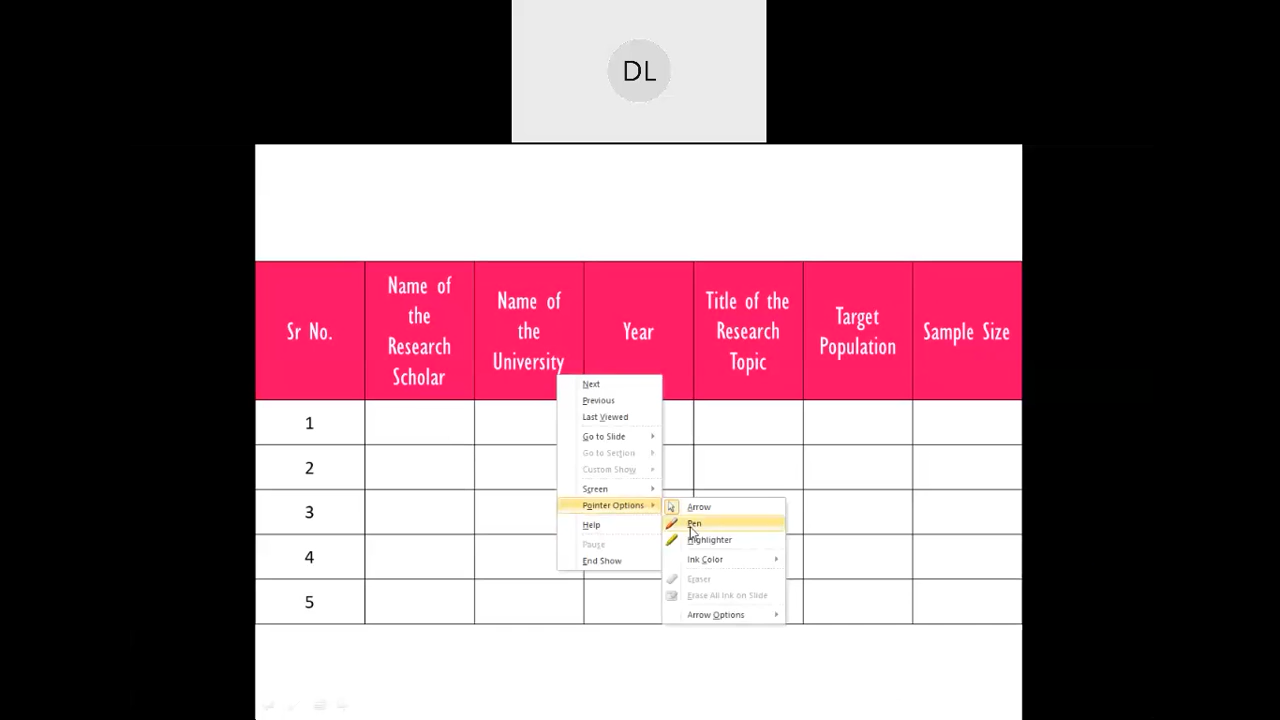 DL
Sr No.
Name of
the
Research
Scholar
Name of
the
University
Year
Title of the
Research
Topic
Target
Population
Sample Size
1
2
3
4
5
Next
Previous
Last Viewed
Go to Slide
Go to Section
Custom Show
Screen
Pointer Options
Help
Pause
End Show
Arrow
Pen
Highlighter
Ink Color
Eraser
Erase All Ink on Slide
Arrow Options